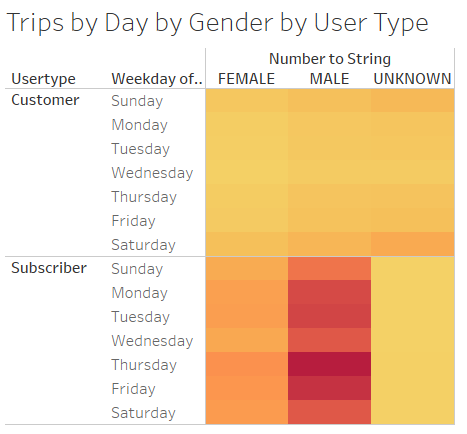 Trips by Day by Gender by User Type
Number to String
Usertype Weekday of.. FEMALE MALE UNKNOWN
Customer Sunday
Monday
Tuesday
Wednesday
Thursday
Friday
Saturday
Subscriber Sunday
Monday
Tuesday
Wednesday
Thursday
Friday
Saturday